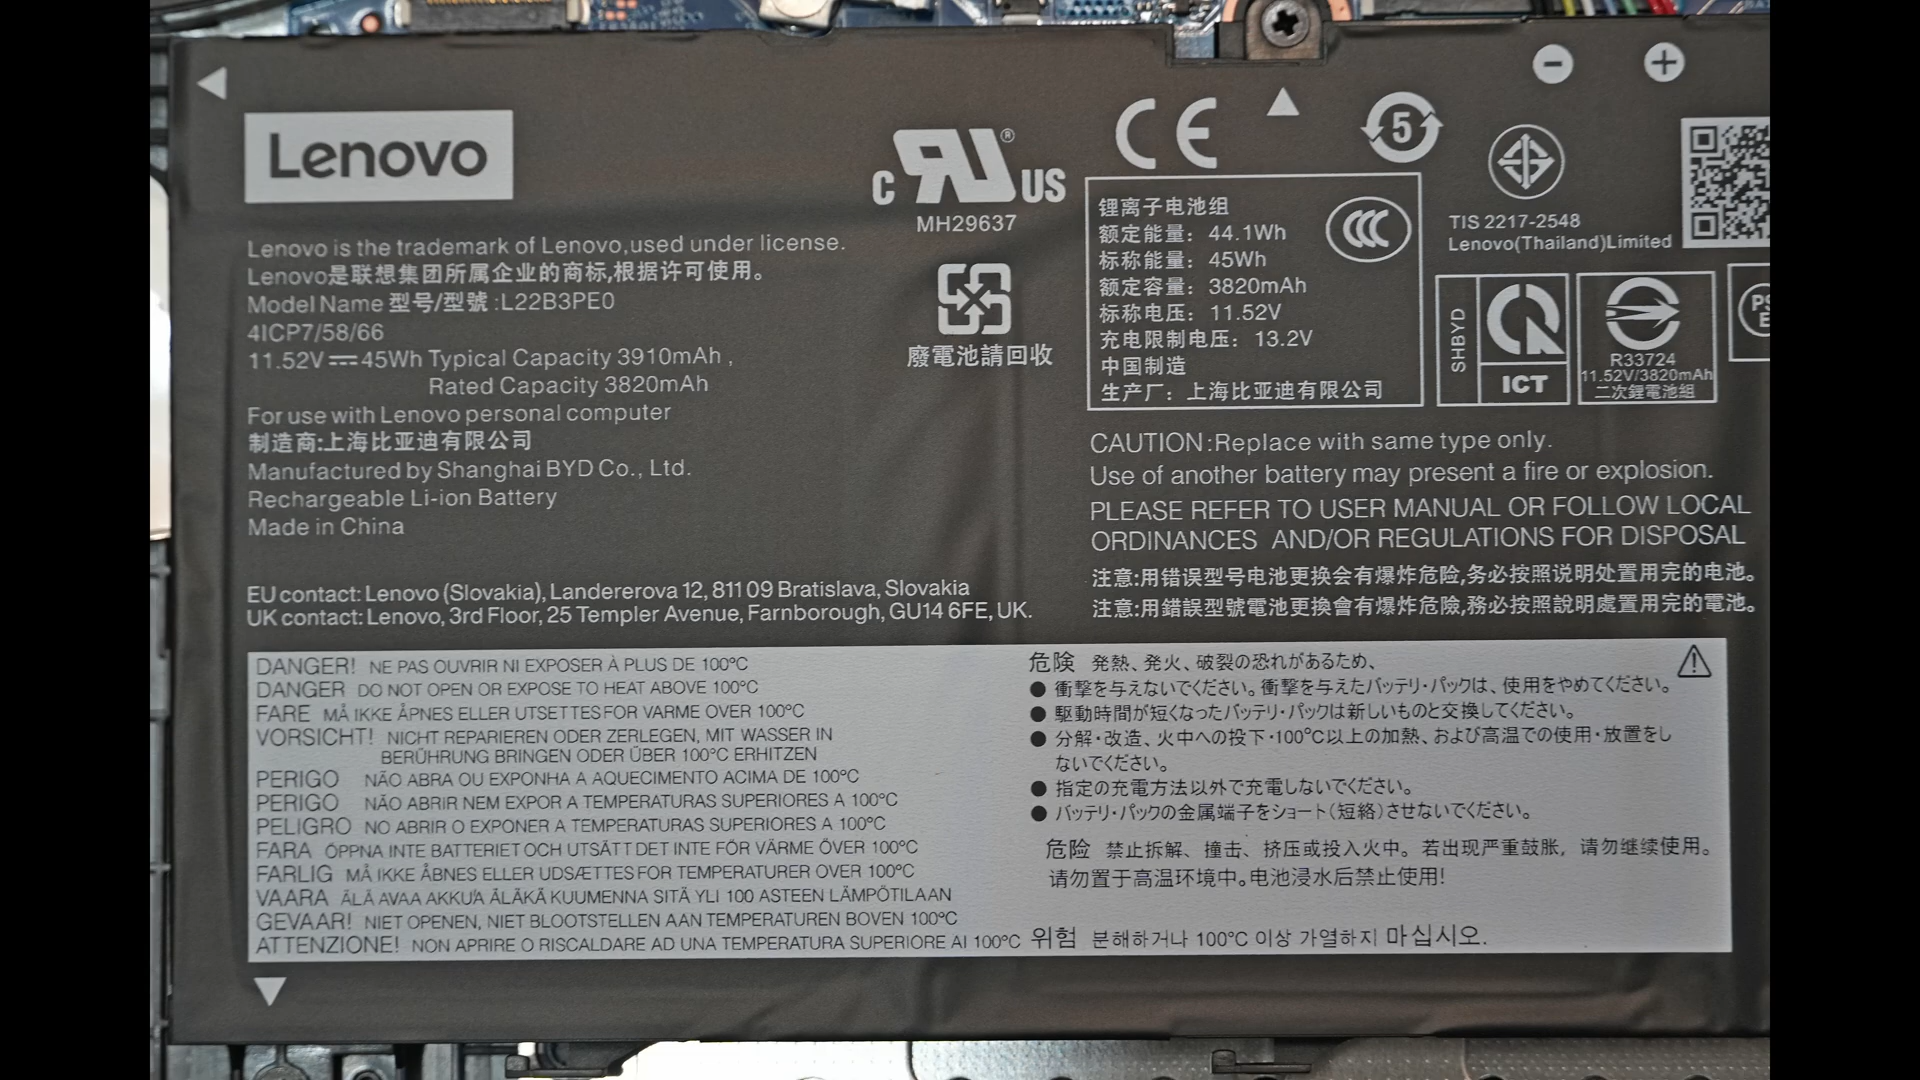 Lenovo
Lenovo is the trademark of Lenovo,used under license.
Lenovo是联想集团所属企业的商标,根据许可使用。
Model Name 型号/型號 :L22B3PE0
4ICP7/58/66
11.52V⎓45Wh Typical Capacity 3910mAh ,
Rated Capacity 3820mAh
For use with Lenovo personal computer
制造商:上海比亚迪有限公司
Manufactured by Shanghai BYD Co., Ltd.
Rechargeable Li-ion Battery
Made in China
EU contact: Lenovo (Slovakia), Landererova 12, 811 09 Bratislava, Slovakia
UK contact: Lenovo, 3rd Floor, 25 Templer Avenue, Farnborough, GU14 6FE, UK.
C RU ® US
MH29637
廢電池請回收
CE
5
− +
锂离子电池组
额定能量：44.1Wh
标称能量：45Wh
额定容量：3820mAh
标称电压：11.52V
充电限制电压：13.2V
中国制造
生产厂：上海比亚迪有限公司
CCC
TIS 2217-2548
Lenovo(Thailand)Limited
SHBYD
ICT
R33724
11.52V/3820mAh
二次鋰電池組
PS
E
CAUTION:Replace with same type only.
Use of another battery may present a fire or explosion.
PLEASE REFER TO USER MANUAL OR FOLLOW LOCAL
ORDINANCES AND/OR REGULATIONS FOR DISPOSAL
注意:用错误型号电池更换会有爆炸危险,务必按照说明处置用完的电池。
注意:用錯誤型號電池更換會有爆炸危險,務必按照說明處置用完的電池。
DANGER! NE PAS OUVRIR NI EXPOSER À PLUS DE 100°C
DANGER DO NOT OPEN OR EXPOSE TO HEAT ABOVE 100°C
FARE MÅ IKKE ÅPNES ELLER UTSETTES FOR VARME OVER 100°C
VORSICHT! NICHT REPARIEREN ODER ZERLEGEN, MIT WASSER IN
BERÜHRUNG BRINGEN ODER ÜBER 100°C ERHITZEN
PERIGO NÃO ABRA OU EXPONHA A AQUECIMENTO ACIMA DE 100°C
PERIGO NÃO ABRIR NEM EXPOR A TEMPERATURAS SUPERIORES A 100°C
PELIGRO NO ABRIR O EXPONER A TEMPERATURAS SUPERIORES A 100°C
FARA ÖPPNA INTE BATTERIET OCH UTSÄTT DET INTE FÖR VÄRME ÖVER 100°C
FARLIG MÅ IKKE ÅBNES ELLER UDSÆTTES FOR TEMPERATURER OVER 100°C
VAARA ÄLÄ AVAA AKKUA ÄLÄKÄ KUUMENNA SITÄ YLI 100 ASTEEN LÄMPÖTILAAN
GEVAAR! NIET OPENEN, NIET BLOOTSTELLEN AAN TEMPERATUREN BOVEN 100°C
ATTENZIONE! NON APRIRE O RISCALDARE AD UNA TEMPERATURA SUPERIORE AI 100°C
危険 発熱、発火、破裂の恐れがあるため、
● 衝撃を与えないでください。衝撃を与えたバッテリ・パックは、使用をやめてください。
● 駆動時間が短くなったバッテリ・パックは新しいものと交換してください。
● 分解・改造、火中への投下・100°C以上の加熱、および高温での使用・放置をし
ないでください。
● 指定の充電方法以外で充電しないでください。
● バッテリ・パックの金属端子をショート(短絡)させないでください。
危险 禁止拆解、撞击、挤压或投入火中。若出现严重鼓胀，请勿继续使用。
请勿置于高温环境中。电池浸水后禁止使用!
위험 분해하거나 100°C 이상 가열하지 마십시오.